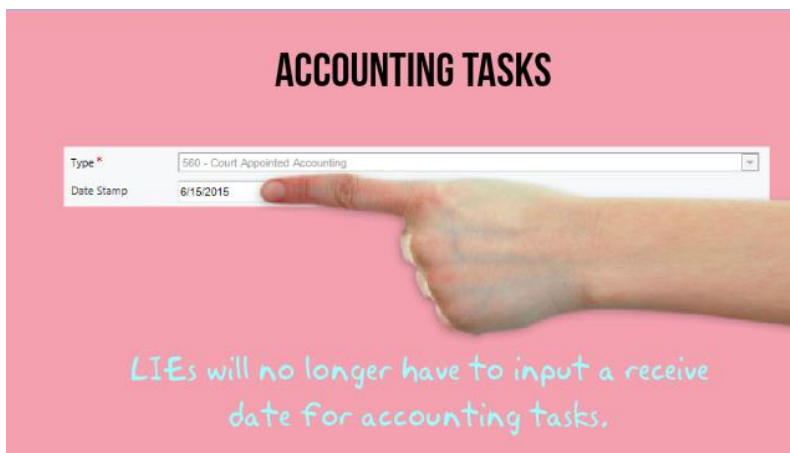 ACCOUNTING TASKS
Type * 560 - Court Appointed Accounting
Date Stamp 6/15/2015
LIEs will no longer have to input a receive
date for accounting tasks.